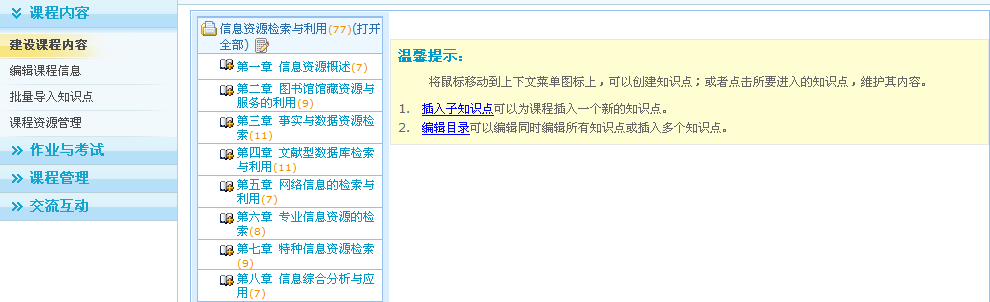 课程内容
建设课程内容
编辑课程信息
批量导入知识点
课程资源管理
作业与考试
课程管理
交流互动
信息资源检索与利用(77)(打开
全部)
第一章 信息资源概述(7)
第二章 图书馆馆藏资源与
服务的利用(9)
第三章 事实与数据资源检
索(11)
第四章 文献型数据库检索
与利用(11)
第五章 网络信息的检索与
利用(7)
第六章 专业信息资源的检
索(8)
第七章 特种信息资源检索
(9)
第八章 信息综合分析与应
用(7)
温馨提示:
将鼠标移动到上下文菜单图标上，可以创建知识点；或者点击所要进入的知识点，维护其内容。
1. 插入子知识点可以为课程插入一个新的知识点。
2. 编辑目录可以编辑同时编辑所有知识点或插入多个知识点。